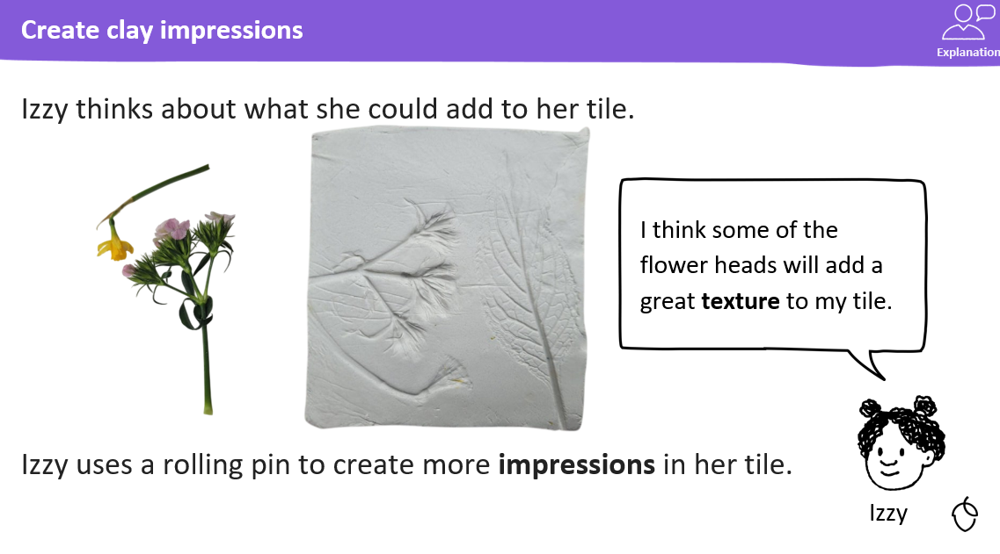 Create clay impressions
Explanation
Izzy thinks about what she could add to her tile.
I think some of the
flower heads will add a
great texture to my tile.
Izzy uses a rolling pin to create more impressions in her tile.
Izzy